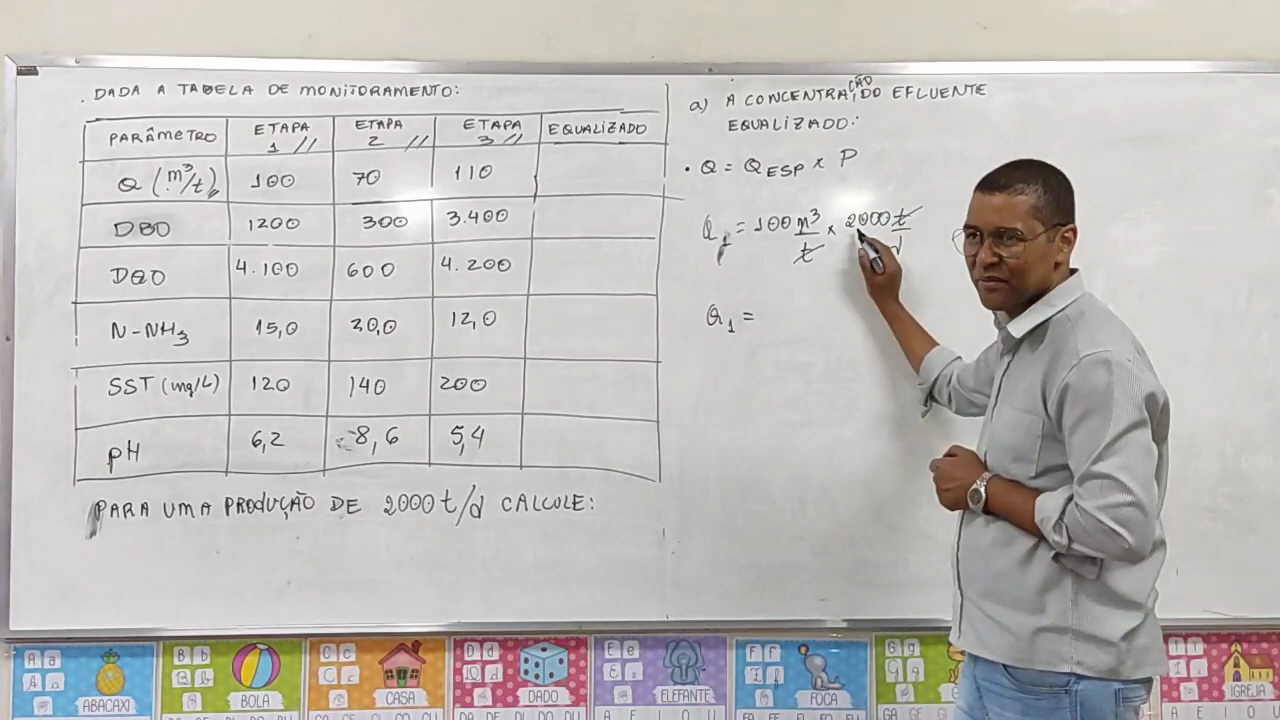 DADA A TABELA DE MONITORAMENTO:
PARÂMETRO ETAPA 1 // ETAPA 2 // ETAPA 3 // EQUALIZADO
Q (m³/t) 100 70 110
DBO 1200 300 3.400
DQO 4.100 600 4.200
N-NH3 15,0 20,0 12,0
SST (mg/L) 120 140 200
pH 6,2 8,6 5,4
PARA UMA PRODUÇÃO DE 2000 t/d CALCULE:
a) A CONCENTRAÇÃO DO EFLUENTE
EQUALIZADO:
• Q = QESP x P
Q1 = 100 m³/t x 2000 t/d
Q1 =
A a
ABACAXI
B b
BOLA
C c
CASA
D d
DADO
E e
ELEFANTE
F f
FOCA
G g
I i
IGREJA
A E I O U